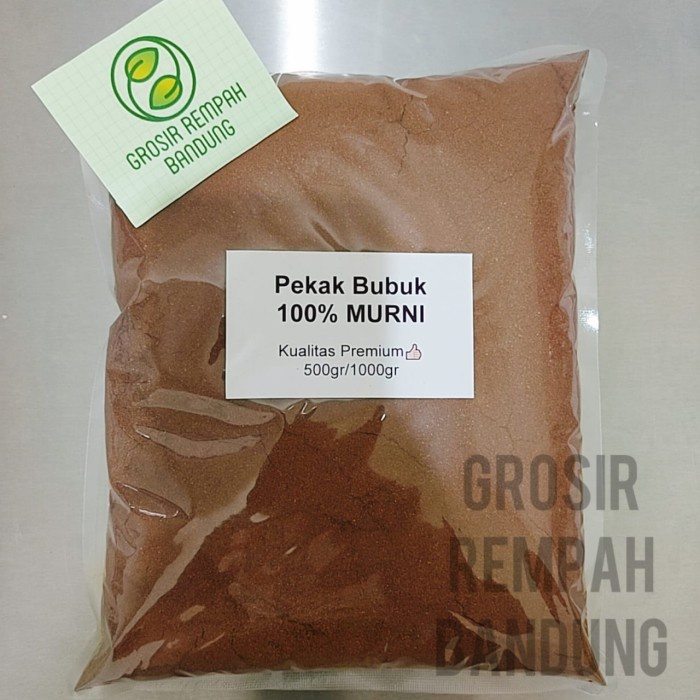 GROSIR REMPAH
BANDUNG
Pekak Bubuk
100% MURNI
Kualitas Premium👍
500gr/1000gr
GROSIR
REMPAH
BANDUNG